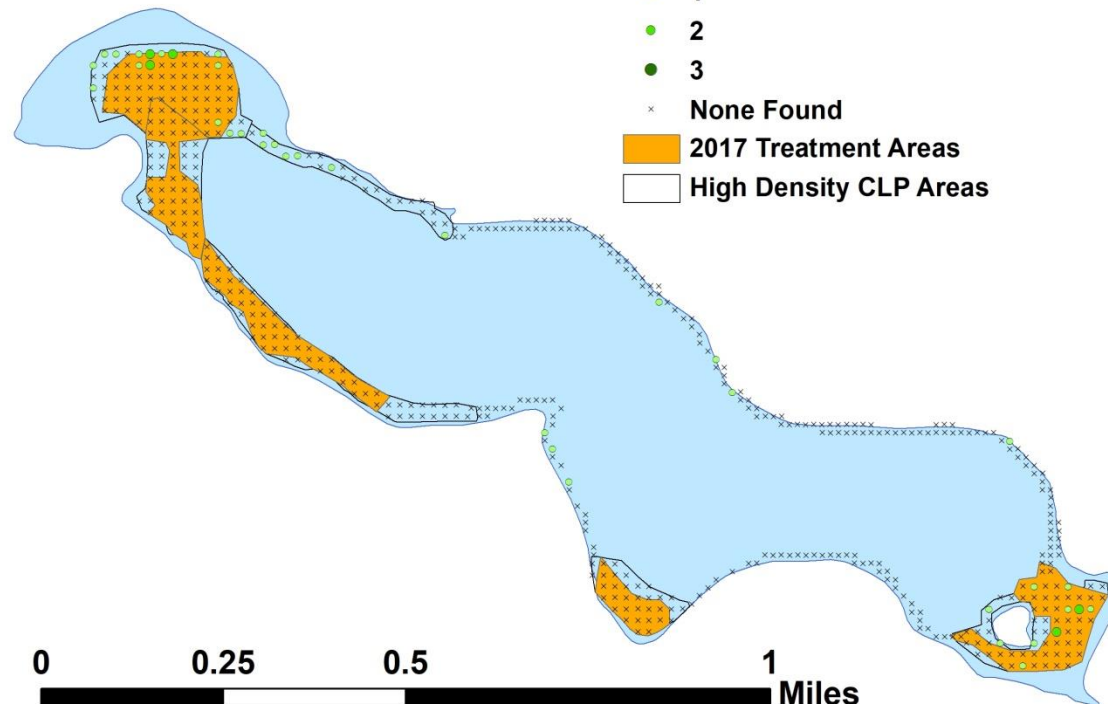 2
3
None Found
2017 Treatment Areas
High Density CLP Areas
0 0.25 0.5 1
Miles